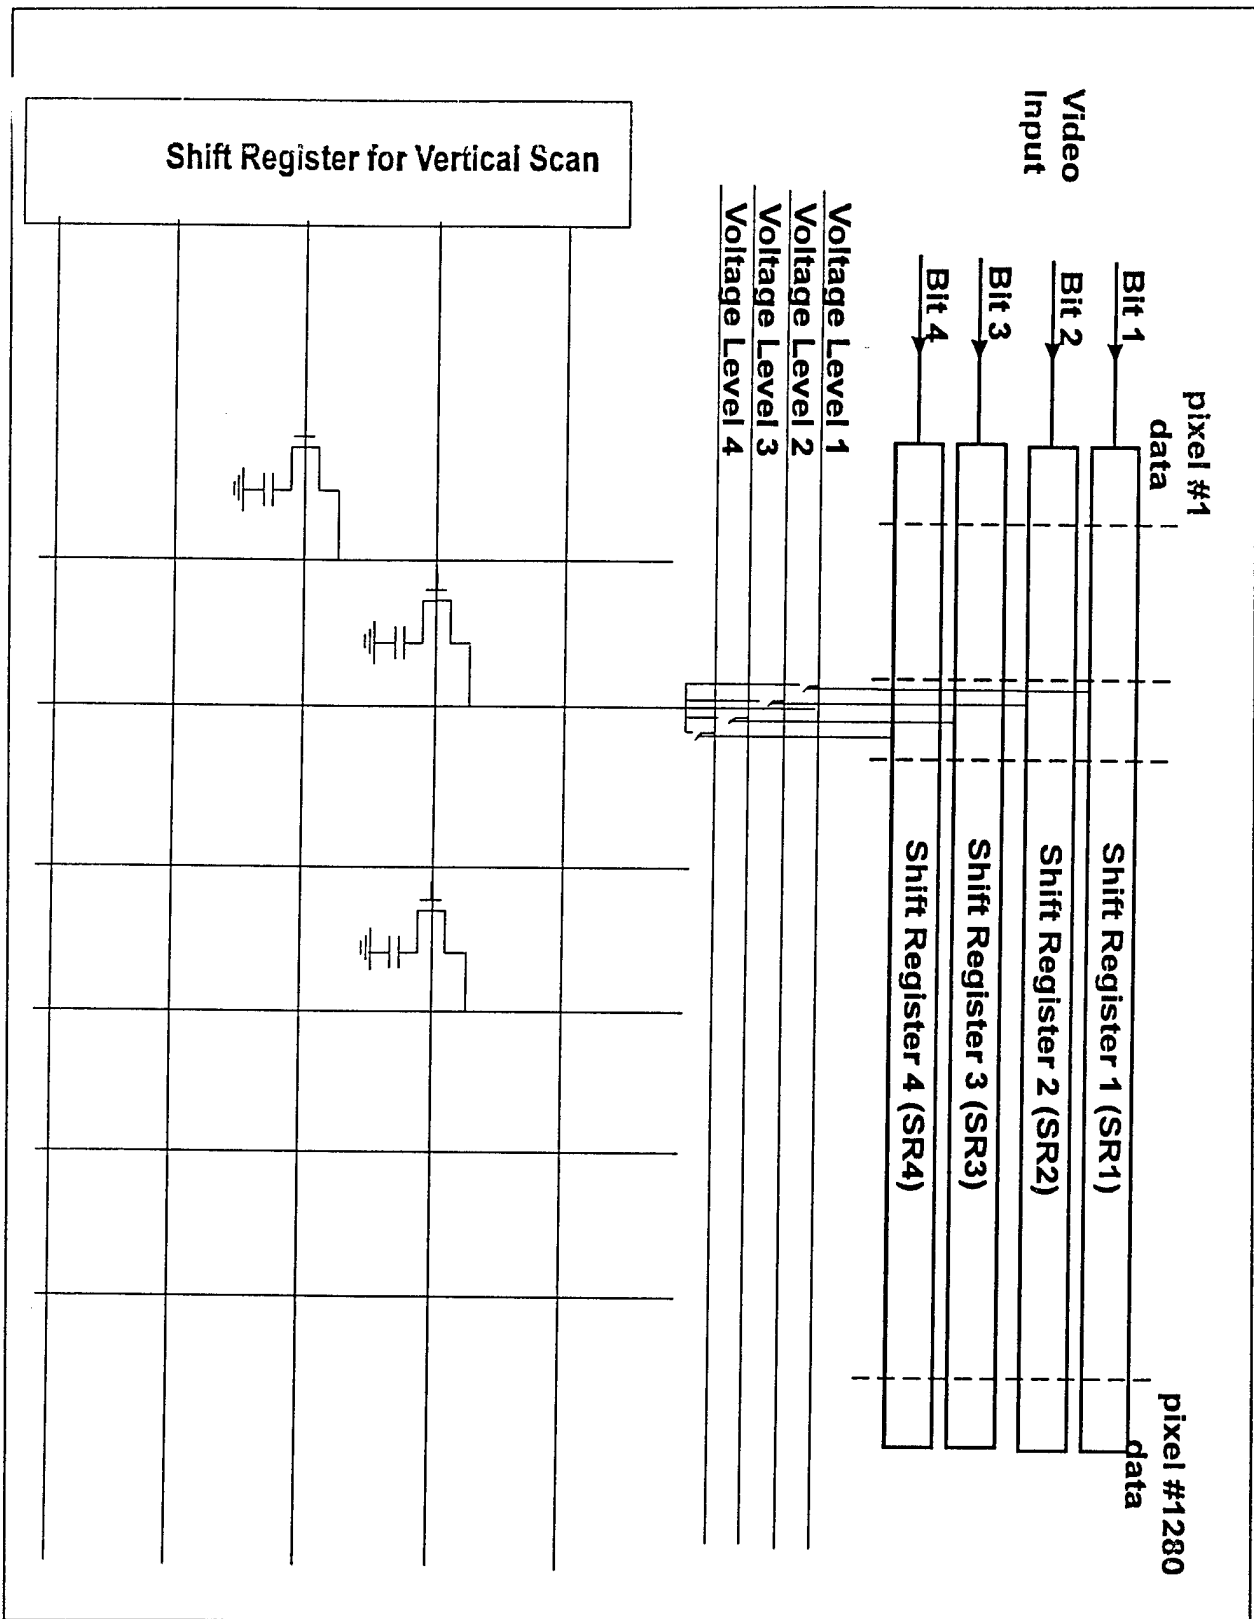 Video
Input
Bit 1
Bit 2
Bit 3
Bit 4
pixel #1
data
Shift Register 1 (SR1)
Shift Register 2 (SR2)
Shift Register 3 (SR3)
Shift Register 4 (SR4)
pixel #1280
data
Voltage Level 1
Voltage Level 2
Voltage Level 3
Voltage Level 4
Shift Register for Vertical Scan